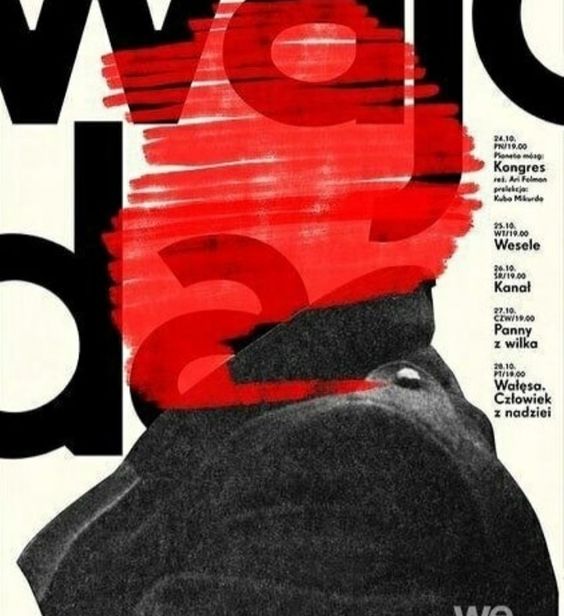 wajd
da
24.10.
PN/19.00
Planeta mózg:
Kongres
reż. Ari Folman
prelekcja:
Kuba Mikurda
25.10.
WT/19.00
Wesele
26.10.
ŚR/19.00
Kanał
27.10.
CZW/19.00
Panny
z wilka
28.10.
PT/19.00
Wałęsa.
Człowiek
z nadziei
we